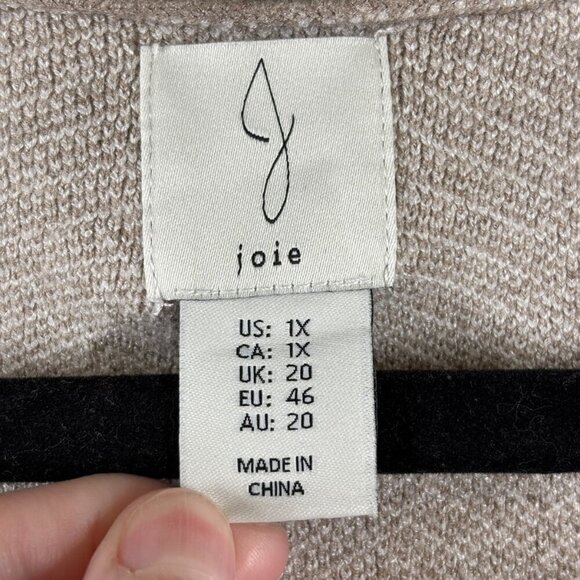 J
joie
US: 1X
CA: 1X
UK: 20
EU: 46
AU: 20
MADE IN
CHINA